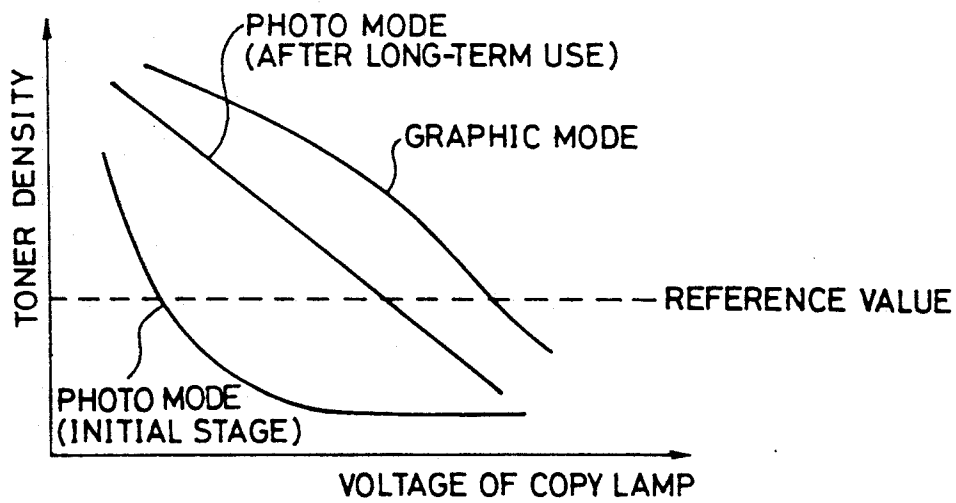 PHOTO MODE
(AFTER LONG-TERM USE)
GRAPHIC MODE
TONER DENSITY
REFERENCE VALUE
PHOTO MODE
(INITIAL STAGE)
VOLTAGE OF COPY LAMP